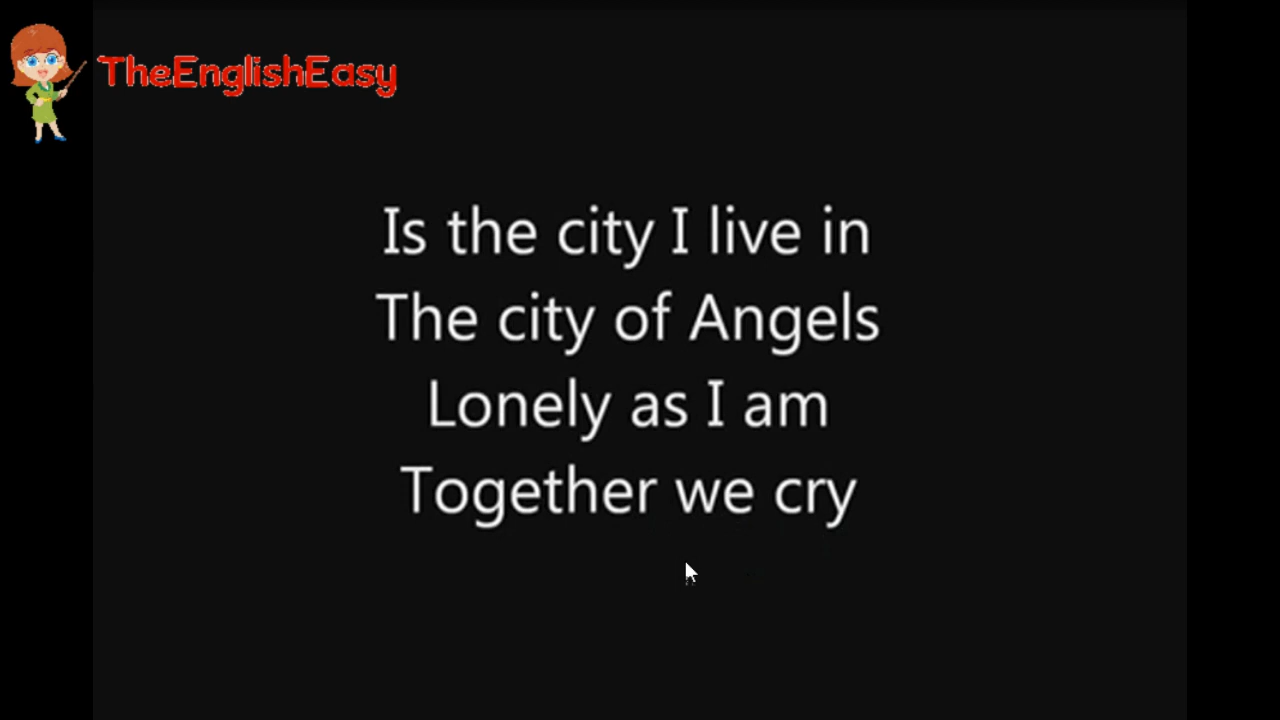 TheEnglishEasy
Is the city I live in
The city of Angels
Lonely as I am
Together we cry